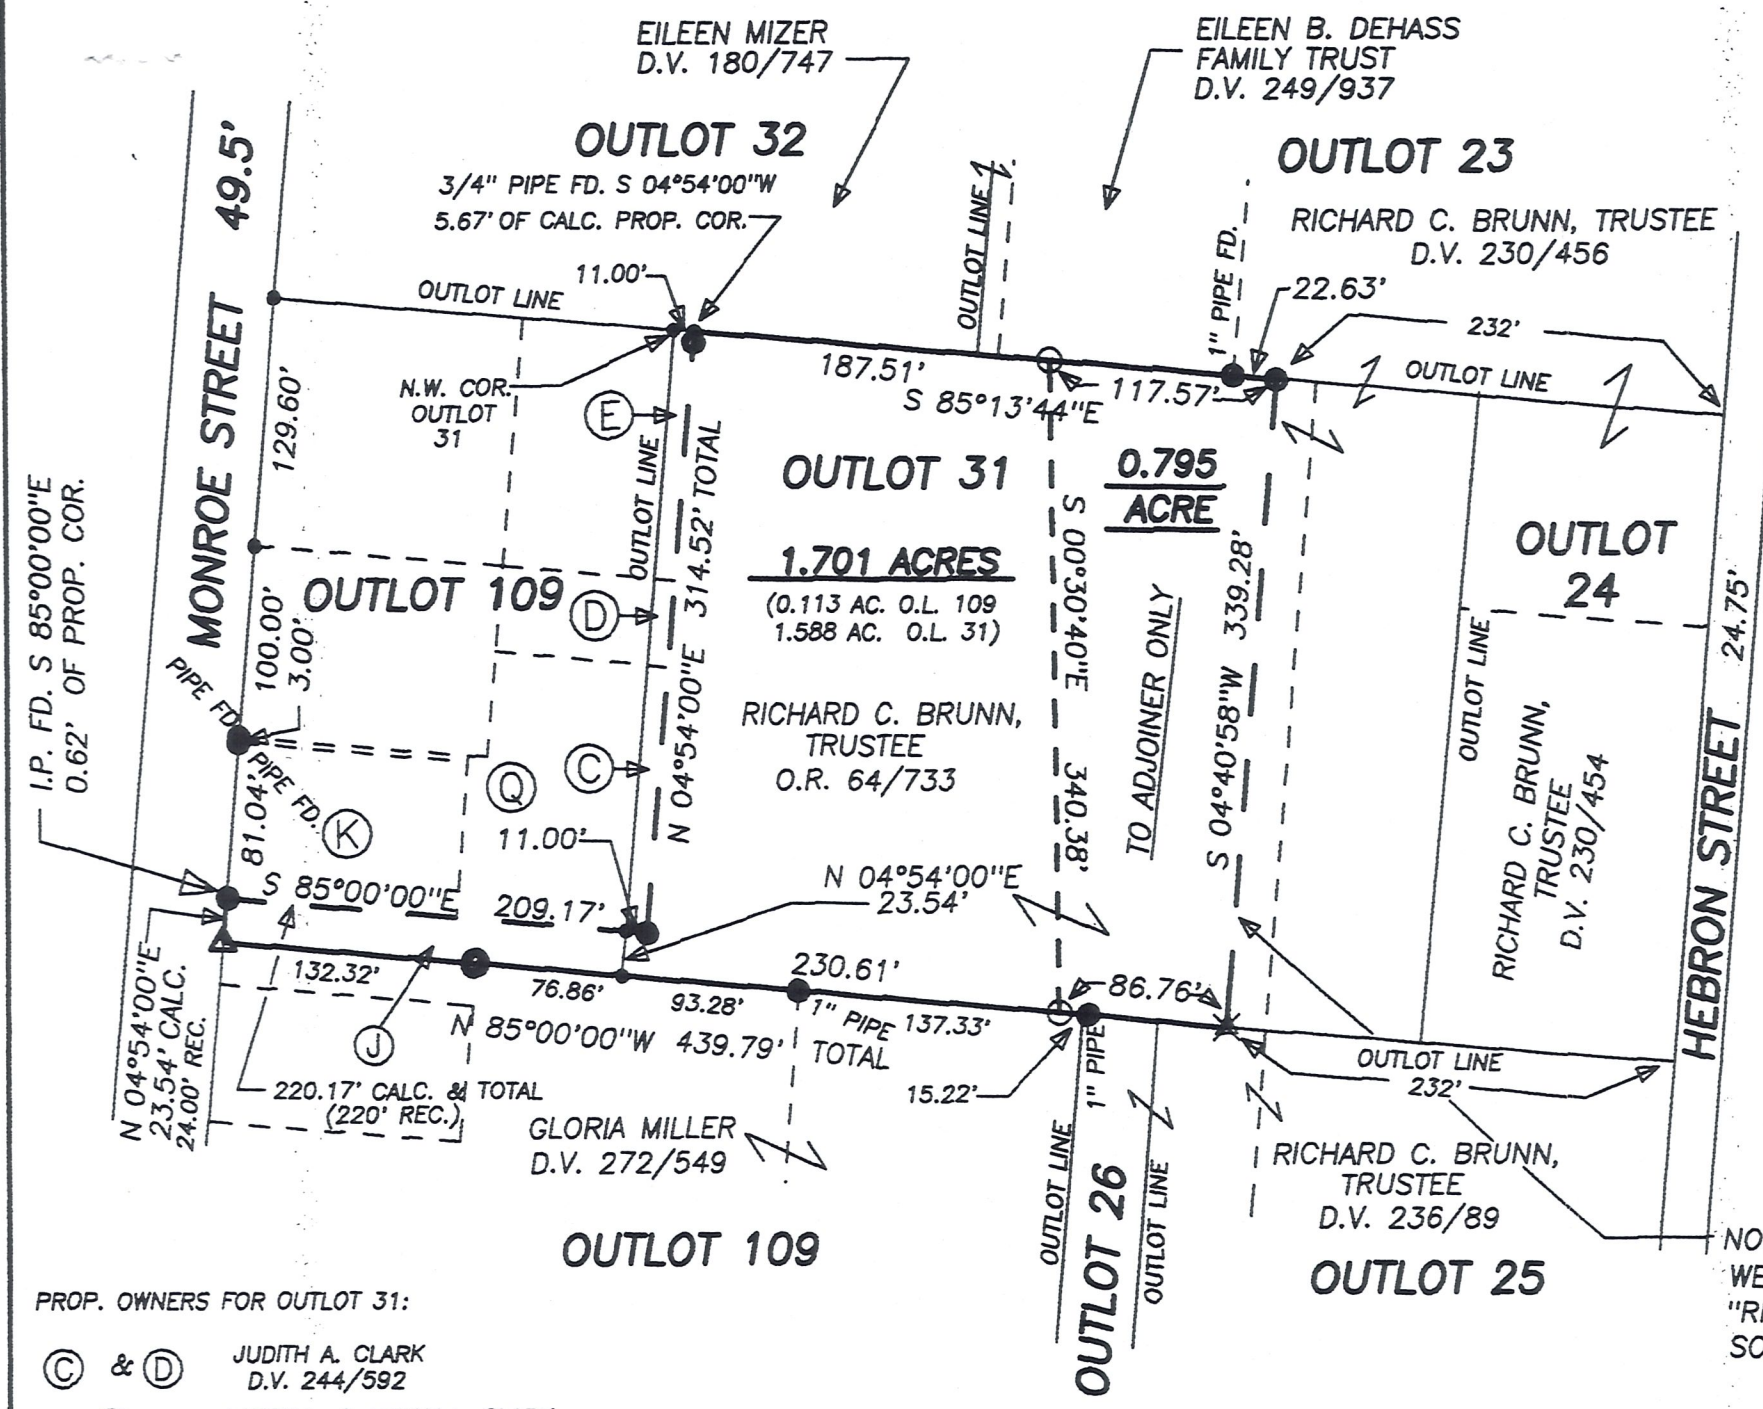 EILEEN MIZER
D.V. 180/747
EILEEN B. DEHASS
FAMILY TRUST
D.V. 249/937
OUTLOT 32
OUTLOT 23
3/4" PIPE FD. S 04°54'00"W
5.67' OF CALC. PROP. COR.
RICHARD C. BRUNN, TRUSTEE
D.V. 230/456
MONROE STREET 49.5'
11.00'
OUTLOT LINE
OUTLOT LINE
1" PIPE FD.
22.63'
232'
OUTLOT LINE
129.60'
N.W. COR.
OUTLOT
31
E
187.51'
S 85°13'44"E
117.57'
OUTLOT LINE
N 04°54'00"E 314.52' TOTAL
OUTLOT 31
0.795
ACRE
1.701 ACRES
(0.113 AC. O.L. 109
1.588 AC. O.L. 31)
S 00°30'40"E 340.38'
TO ADJOINER ONLY
S 04°40'58"W 339.28'
OUTLOT
24
24.75'
OUTLOT LINE
I.P. FD. S 85°00'00"E
0.62' OF PROP. COR.
OUTLOT 109
D
100.00'
3.00'
PIPE FD.
PIPE FD.
RICHARD C. BRUNN,
TRUSTEE
O.R. 64/733
RICHARD C. BRUNN,
TRUSTEE
D.V. 230/454
HEBRON STREET
C
Q
K
81.04'
11.00'
S 85°00'00"E 209.17'
N 04°54'00"E
23.54'
N 04°54'00"E
23.54' CALC.
24.00' REC.
132.32'
76.86'
93.28'
230.61'
1" PIPE
137.33'
86.76'
N 85°00'00"W 439.79' TOTAL
J
15.22'
1" PIPE
OUTLOT LINE
232'
220.17' CALC. & TOTAL
(220' REC.)
GLORIA MILLER
D.V. 272/549
OUTLOT LINE
OUTLOT 26
OUTLOT LINE
RICHARD C. BRUNN,
TRUSTEE
D.V. 236/89
OUTLOT 109
OUTLOT 25
NO
WE
SO
PROP. OWNERS FOR OUTLOT 31:
C & D JUDITH A. CLARK
D.V. 244/592